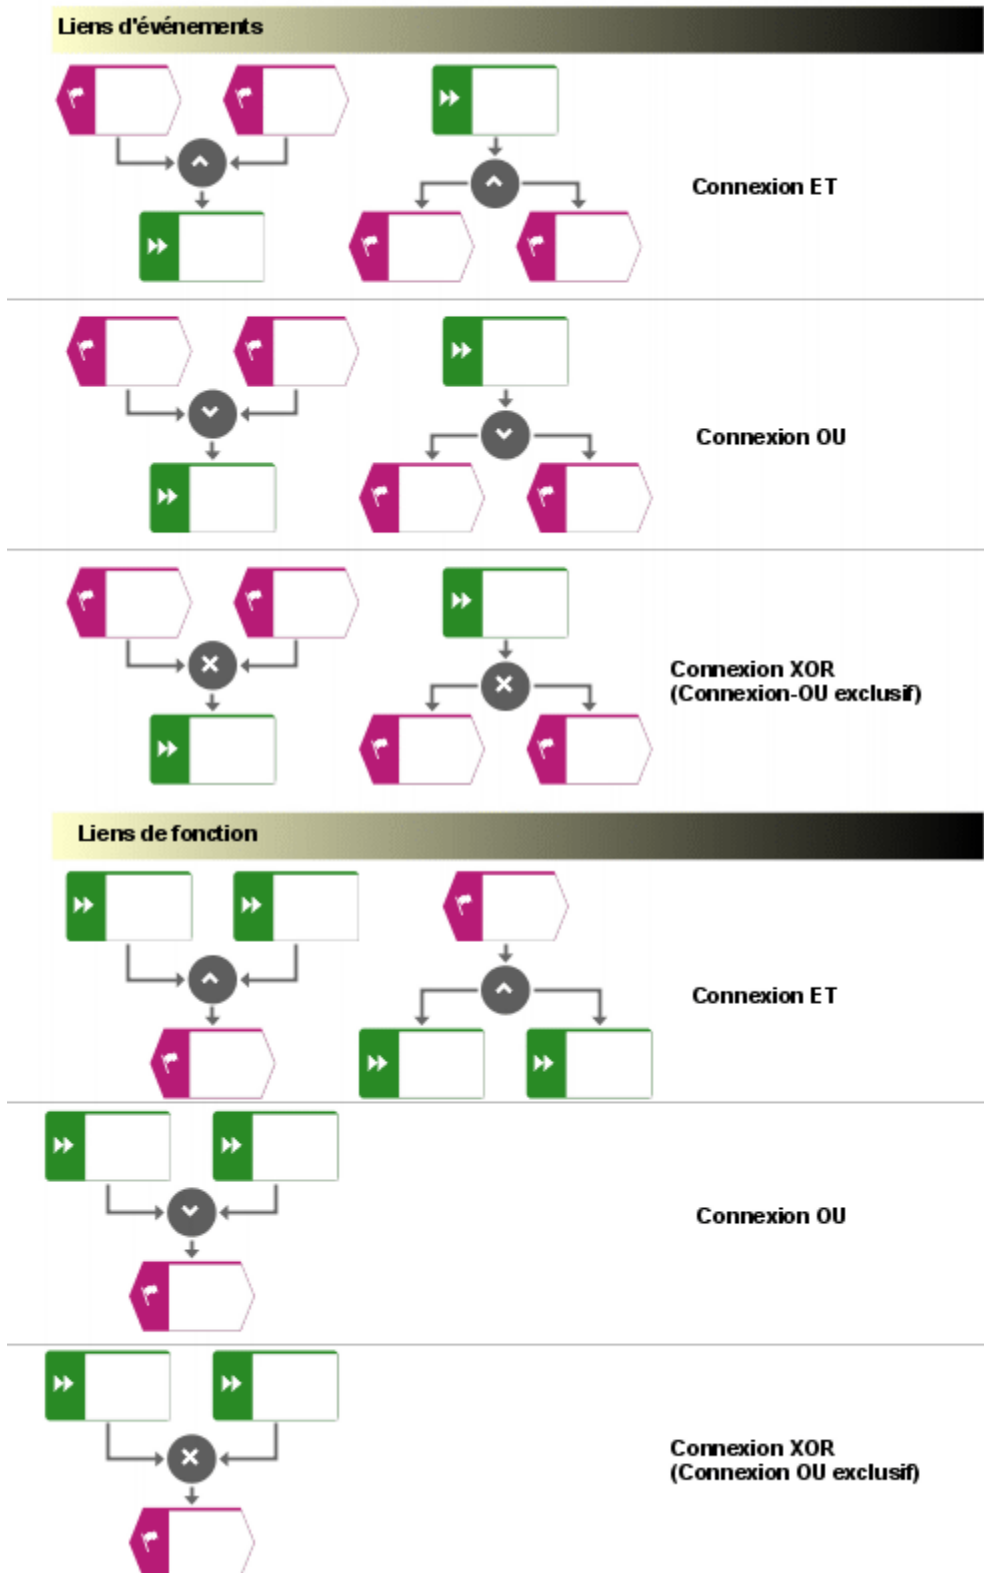 Liens d'événements
Connexion ET
Connexion OU
Connexion XOR
(Connexion-OU exclusif)
Liens de fonction
Connexion ET
Connexion OU
Connexion XOR
(Connexion OU exclusif)